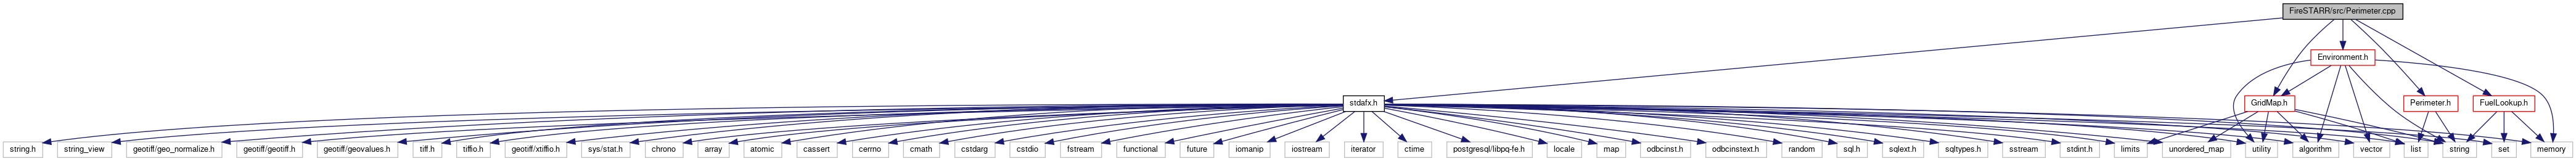 FireSTARR/src/Perimeter.cpp
Environment.h
stdafx.h
GridMap.h
Perimeter.h
FuelLookup.h
string.h
string_view
geotiff/geo_normalize.h
geotiff/geotiff.h
geotiff/geovalues.h
tiff.h
tiffio.h
geotiff/xtiffio.h
sys/stat.h
chrono
array
atomic
cassert
cerrno
cmath
cstdarg
cstdio
fstream
functional
future
iomanip
iostream
iterator
ctime
postgresql/libpq-fe.h
locale
map
odbcinst.h
odbcinstext.h
random
sql.h
sqlext.h
sqltypes.h
sstream
stdint.h
limits
unordered_map
utility
algorithm
vector
list
string
set
memory